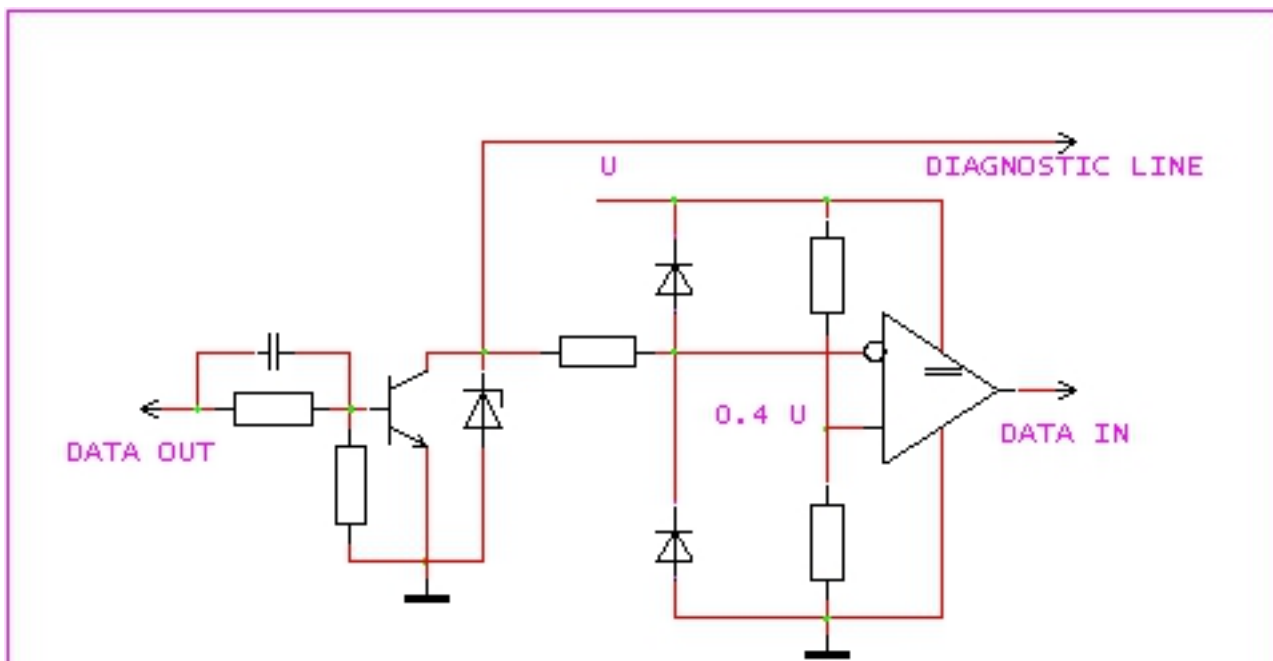 U
DIAGNOSTIC LINE
0.4 U
DATA IN
DATA OUT